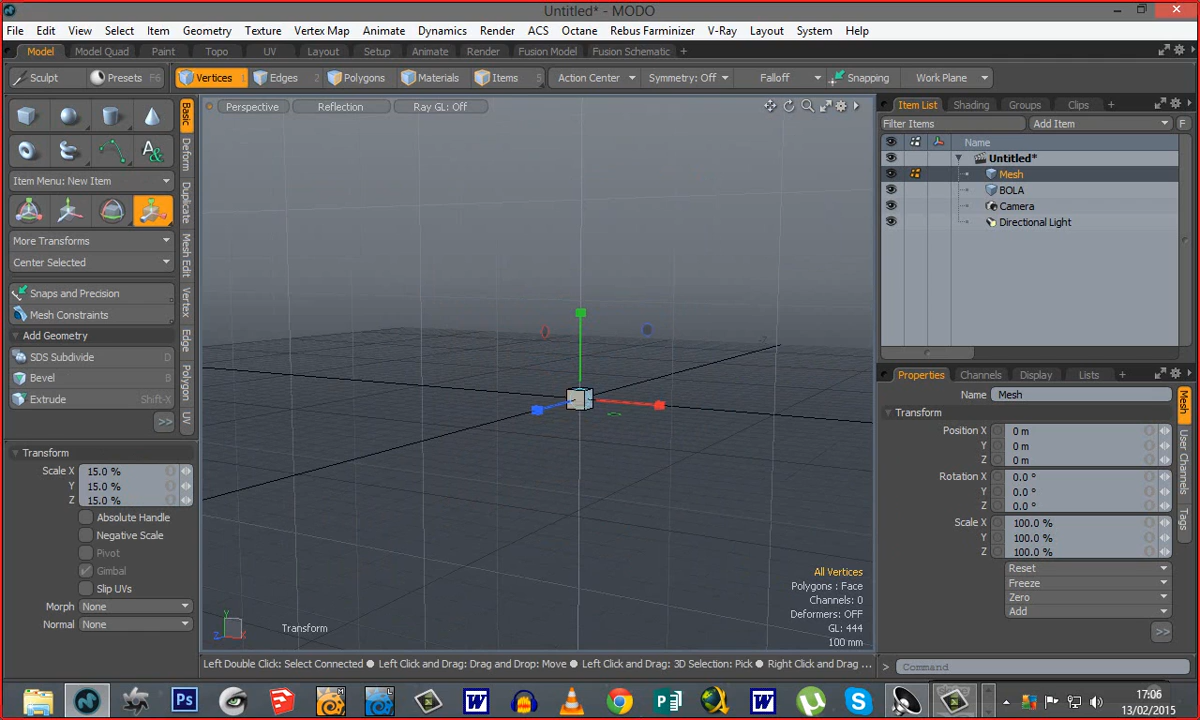 Untitled* - MODO
File Edit View Select Item Geometry Texture Vertex Map Animate Dynamics Render ACS Octane Rebus Farminizer V-Ray Layout System Help
Model Model Quad Paint Topo UV Layout Setup Animate Render Fusion Model Fusion Schematic +
Sculpt Presets F6 Vertices 1 Edges 2 Polygons 3 Materials 4 Items 5 Action Center Symmetry: Off Falloff Snapping Work Plane
Basic
Deform
Duplicate
Mesh Edit
Vertex
Edge
Polygon
UV
Item Menu: New Item
More Transforms
Center Selected
Snaps and Precision
Mesh Constraints
Add Geometry
SDS Subdivide D
Bevel B
Extrude Shift-X
>>
Transform
Scale X 15.0 %
Y 15.0 %
Z 15.0 %
Absolute Handle
Negative Scale
Pivot
Gimbal
Slip UVs
Morph None
Normal None
Perspective Reflection Ray GL: Off
All Vertices
Polygons : Face
Channels: 0
Deformers: OFF
GL: 444
100 mm
Transform
Y
Z X
Left Double Click: Select Connected ● Left Click and Drag: Drag and Drop: Move ● Left Click and Drag: 3D Selection: Pick ● Right Click and Drag ...
Item List Shading Groups Clips +
Filter Items Add Item F
Name
Untitled*
Mesh
BOLA
Camera
Directional Light
Properties Channels Display Lists +
Name Mesh
Transform
Position X 0 m
Y 0 m
Z 0 m
Rotation X 0.0 °
Y 0.0 °
Z 0.0 °
Scale X 100.0 %
Y 100.0 %
Z 100.0 %
Reset
Freeze
Zero
Add
>>
Mesh
User Channels
Tags
> Command
Ps
17:06
13/02/2015